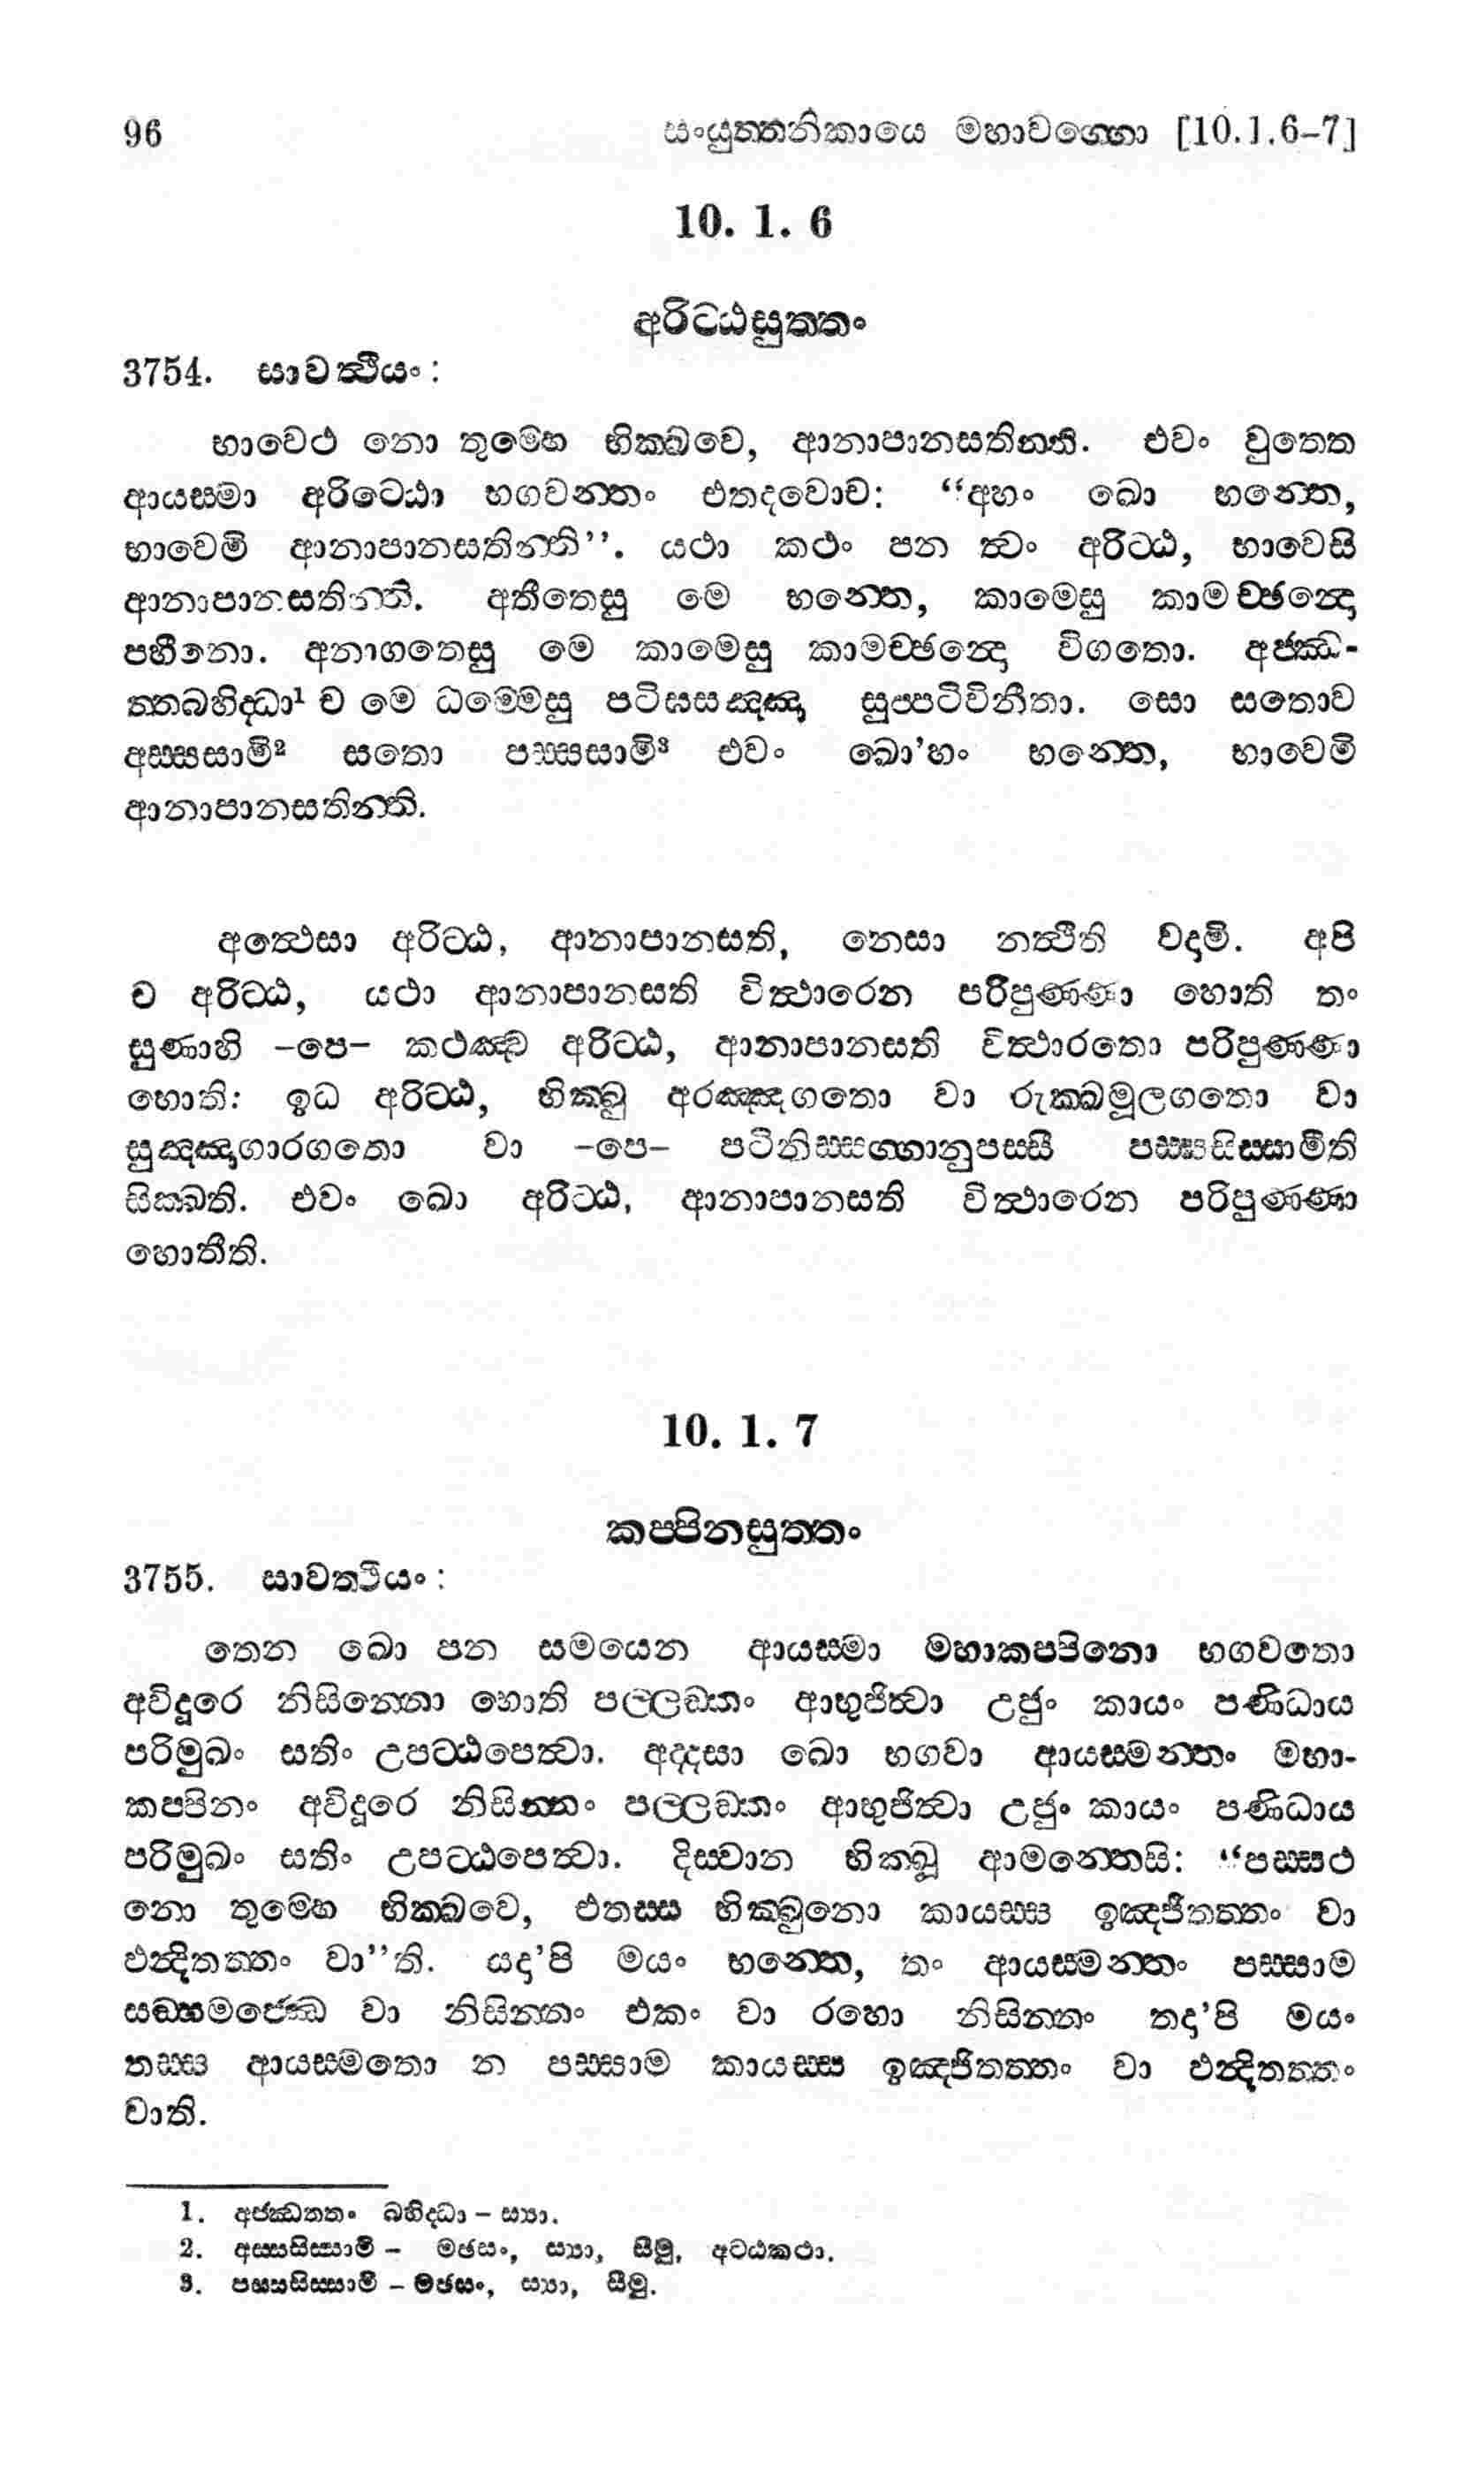 96 සංයුත්තනිකායෙ මහාවග්ගො [10.1.6–7]
10. 1. 6
අරිට්ඨසුත්තං
3754. සාවත්ථියං :
භාවෙථ නො තුම්හෙ භික්ඛවෙ, ආනාපානසතින්ති. එවං වුත්තෙ
ආයස්මා අරිට්ඨො භගවන්තං එතදවොච: “අහං ඛො භන්තෙ,
භාවෙමි ආනාපානසතින්ති”. යථා කථං පන ත්වං අරිට්ඨ, භාවෙසි
ආනාපානසතින්ති. අතීතෙසු මෙ භන්තෙ, කාමෙසු කාමච්ඡන්දො
පහීනො. අනාගතෙසු මෙ කාමෙසු කාමච්ඡන්දො විගතො. අජ්ඣ-
ත්තබහිද්ධා¹ ච මෙ ධම්මෙසු පටිඝසඤ්ඤා සුප්පටිවිනීතා. සො සතොව
අස්සසාමි² සතො පස්සසාමි³ එවං ඛො’හං භන්තෙ, භාවෙමි
ආනාපානසතින්ති.
අත්ථෙසා අරිට්ඨ, ආනාපානසති, නෙසා නත්ථීති වදාමි. අපි
ච අරිට්ඨ, යථා ආනාපානසති විත්ථාරෙන පරිපුණ්ණා හොති තං
සුණාහි –පෙ– කථඤ්ච අරිට්ඨ, ආනාපානසති විත්ථාරතො පරිපුණ්ණා
හොති: ඉධ අරිට්ඨ, භික්ඛු අරඤ්ඤගතො වා රුක්ඛමූලගතො වා
සුඤ්ඤාගාරගතො වා –පෙ– පටිනිස්සග්ගානුපස්සී පස්සසිස්සාමීති
සික්ඛති. එවං ඛො අරිට්ඨ, ආනාපානසති විත්ථාරෙන පරිපුණ්ණා
හොතීති.
10. 1. 7
කප්පිනසුත්තං
3755. සාවත්ථියං :
තෙන ඛො පන සමයෙන ආයස්මා මහාකප්පිනො භගවතො
අවිදූරෙ නිසින්නො හොති පල්ලඞ්කං ආභුජිත්වා උජුං කායං පණිධාය
පරිමුඛං සතිං උපට්ඨපෙත්වා. අද්දසා ඛො භගවා ආයස්මන්තං මහා-
කප්පිනං අවිදූරෙ නිසින්නං පල්ලඞ්කං ආභුජිත්වා උජුං කායං පණිධාය
පරිමුඛං සතිං උපට්ඨපෙත්වා. දිස්වාන භික්ඛූ ආමන්තෙසි: “පස්සථ
නො තුම්හෙ භික්ඛවෙ, එතස්ස භික්ඛුනො කායස්ස ඉඤ්ජිතත්තං වා
ඵන්දිතත්තං වා”ති. යදා’පි මයං භන්තෙ, තං ආයස්මන්තං පස්සාම
සඞ්ඝමජ්ඣෙ වා නිසින්නං එකං වා රහො නිසින්නං තදා’පි මයං
තස්ස ආයස්මතො න පස්සාම කායස්ස ඉඤ්ජිතත්තං වා ඵන්දිතත්තං
වාති.
1. අජ්ඣත්තං බහිද්ධා – ස්‍යා.
2. අස්සසිස්සාමි – මඡසං, ස්‍යා, සීමු, අට්ඨකථා.
3. පස්සසිස්සාමි – මඡසං, ස්‍යා, සීමු.